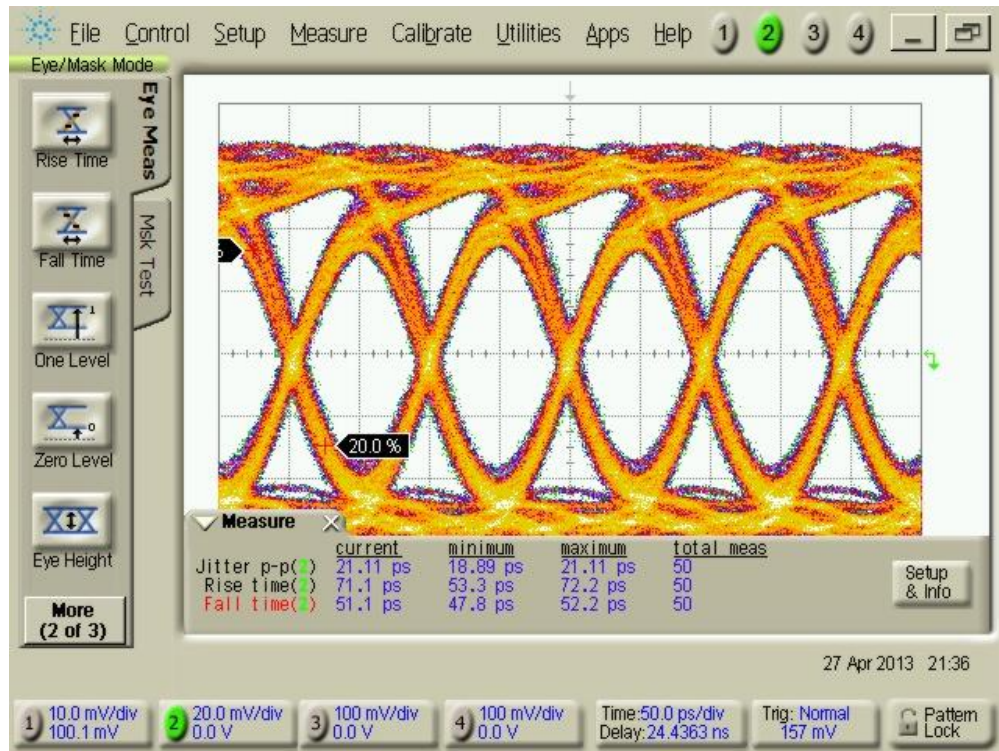 File Control Setup Measure Calibrate Utilities Apps Help 1 2 3 4
Eye/Mask Mode
Eye Meas
Msk Test
Rise Time
Fall Time
One Level
Zero Level
Eye Height
More
(2 of 3)
20.0 %
Measure
current minimum maximum total meas
Jitter p-p(2) 21.11 ps 18.89 ps 21.11 ps 50
Rise time(2) 71.1 ps 53.3 ps 72.2 ps 50
Fall time(2) 51.1 ps 47.8 ps 52.2 ps 50
Setup
& Info
27 Apr 2013 21:36
1 10.0 mV/div
100.1 mV
2 20.0 mV/div
0.0 V
3 100 mV/div
0.0 V
4 100 mV/div
0.0 V
Time:50.0 ps/div
Delay:24.4363 ns
Trig: Normal
157 mV
Pattern
Lock